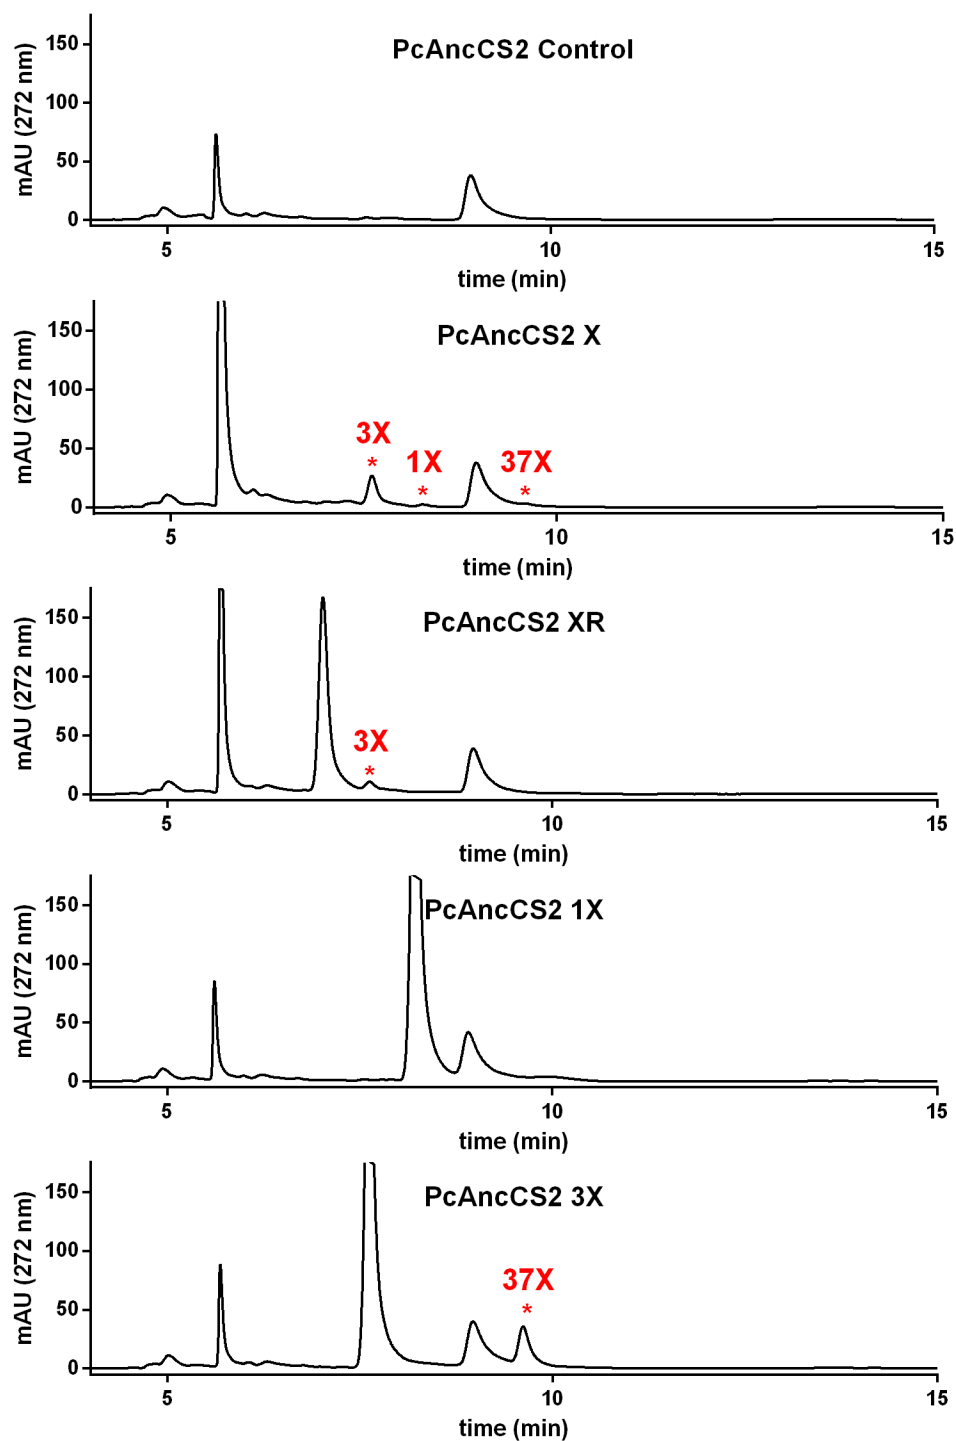 PcAncCS2 Control
mAU (272 nm)
150
100
50
0
5 10 15
time (min)
PcAncCS2 X
mAU (272 nm)
150
100
50
0
3X
*
1X
*
37X
*
5 10 15
time (min)
PcAncCS2 XR
mAU (272 nm)
150
100
50
0
3X
*
5 10 15
time (min)
PcAncCS2 1X
mAU (272 nm)
150
100
50
0
5 10 15
time (min)
PcAncCS2 3X
mAU (272 nm)
150
100
50
0
37X
*
5 10 15
time (min)